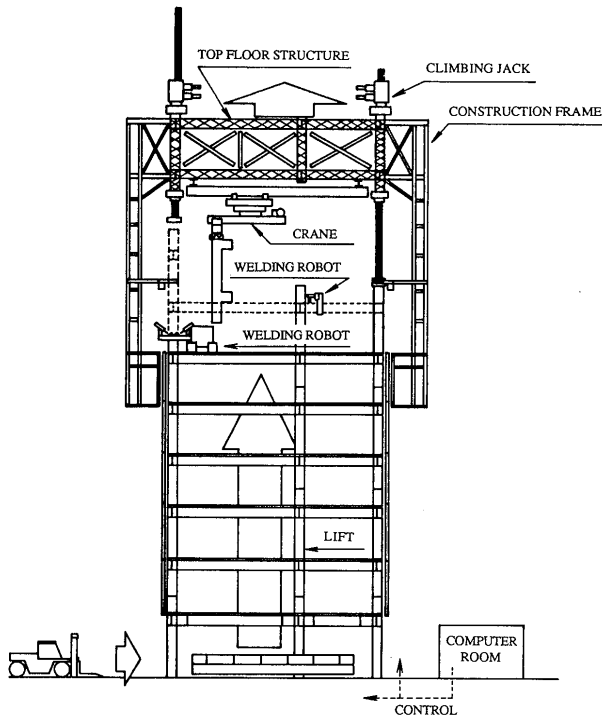 TOP FLOOR STRUCTURE
CLIMBING JACK
CONSTRUCTION FRAME
CRANE
WELDING ROBOT
WELDING ROBOT
LIFT
COMPUTER
ROOM
CONTROL